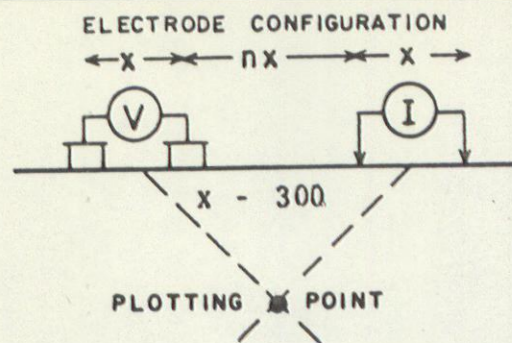 ELECTRODE CONFIGURATION
x nx x
V I
x - 300
PLOTTING POINT